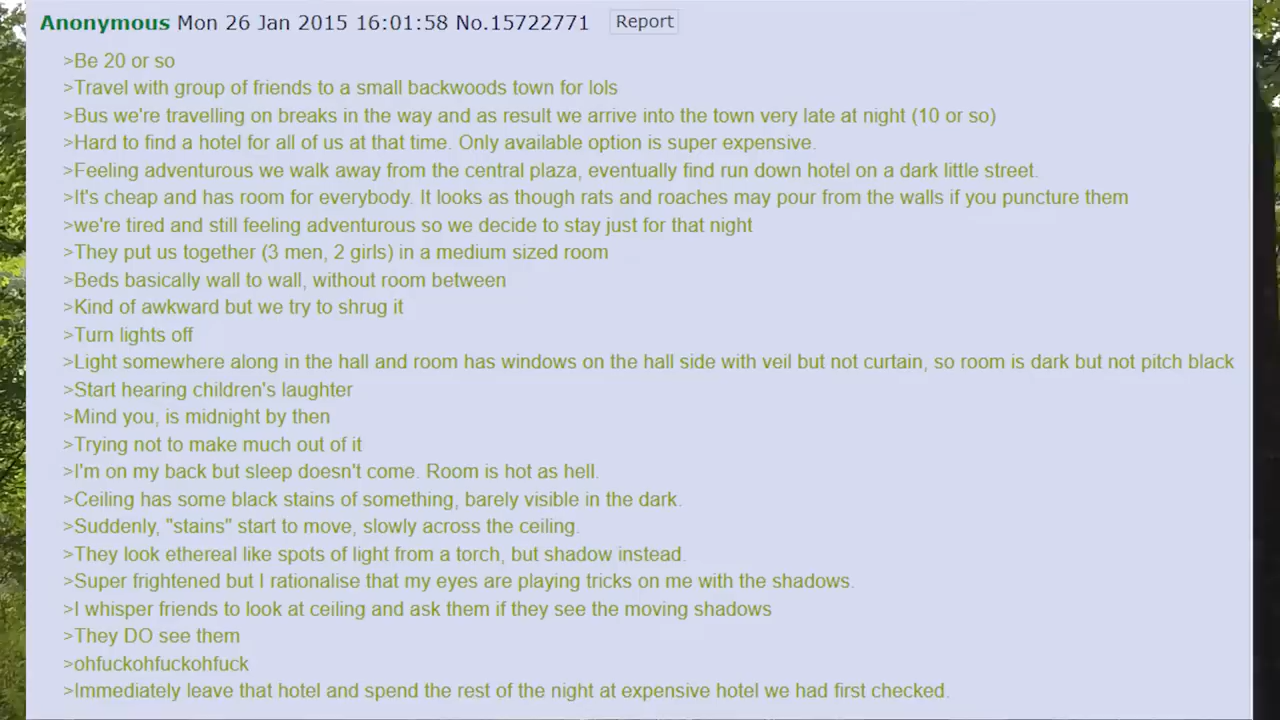 Anonymous Mon 26 Jan 2015 16:01:58 No.15722771 Report
>Be 20 or so
>Travel with group of friends to a small backwoods town for lols
>Bus we're travelling on breaks in the way and as result we arrive into the town very late at night (10 or so)
>Hard to find a hotel for all of us at that time. Only available option is super expensive.
>Feeling adventurous we walk away from the central plaza, eventually find run down hotel on a dark little street.
>It's cheap and has room for everybody. It looks as though rats and roaches may pour from the walls if you puncture them
>we're tired and still feeling adventurous so we decide to stay just for that night
>They put us together (3 men, 2 girls) in a medium sized room
>Beds basically wall to wall, without room between
>Kind of awkward but we try to shrug it
>Turn lights off
>Light somewhere along in the hall and room has windows on the hall side with veil but not curtain, so room is dark but not pitch black
>Start hearing children's laughter
>Mind you, is midnight by then
>Trying not to make much out of it
>I'm on my back but sleep doesn't come. Room is hot as hell.
>Ceiling has some black stains of something, barely visible in the dark.
>Suddenly, "stains" start to move, slowly across the ceiling.
>They look ethereal like spots of light from a torch, but shadow instead.
>Super frightened but I rationalise that my eyes are playing tricks on me with the shadows.
>I whisper friends to look at ceiling and ask them if they see the moving shadows
>They DO see them
>ohfuckohfuckohfuck
>Immediately leave that hotel and spend the rest of the night at expensive hotel we had first checked.